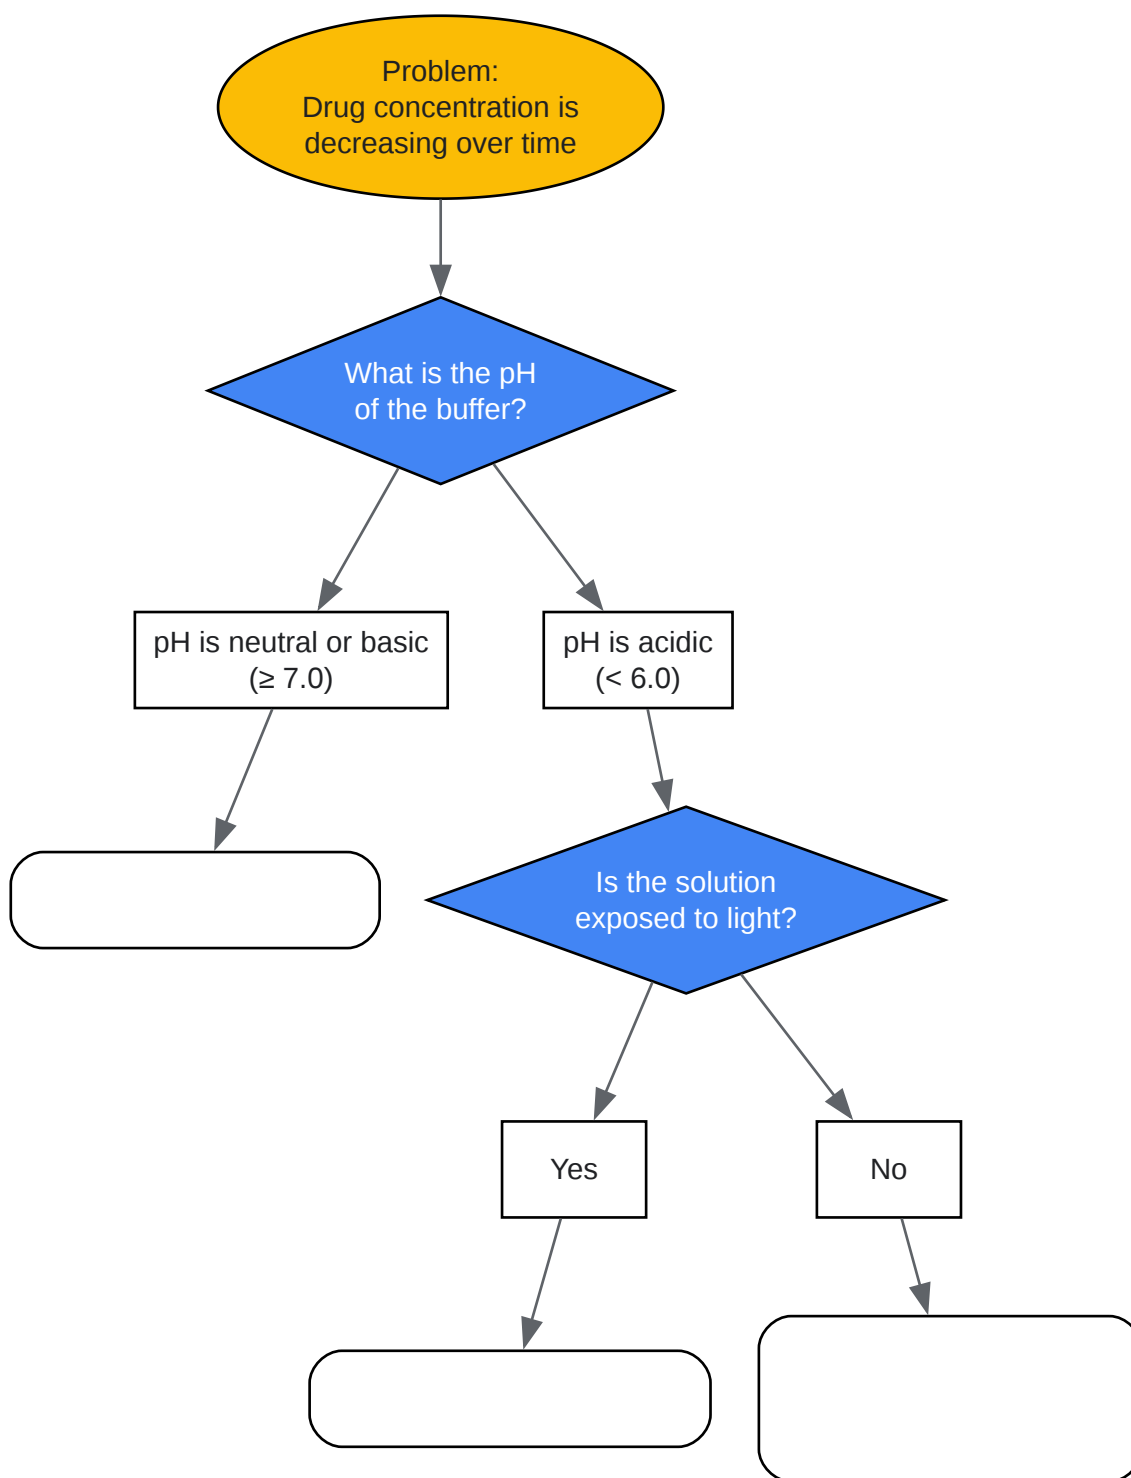 Problem:
Drug concentration is
decreasing over time
What is the pH
of the buffer?
pH is neutral or basic
(≥ 7.0)
pH is acidic
(< 6.0)
Is the solution
exposed to light?
Yes
No